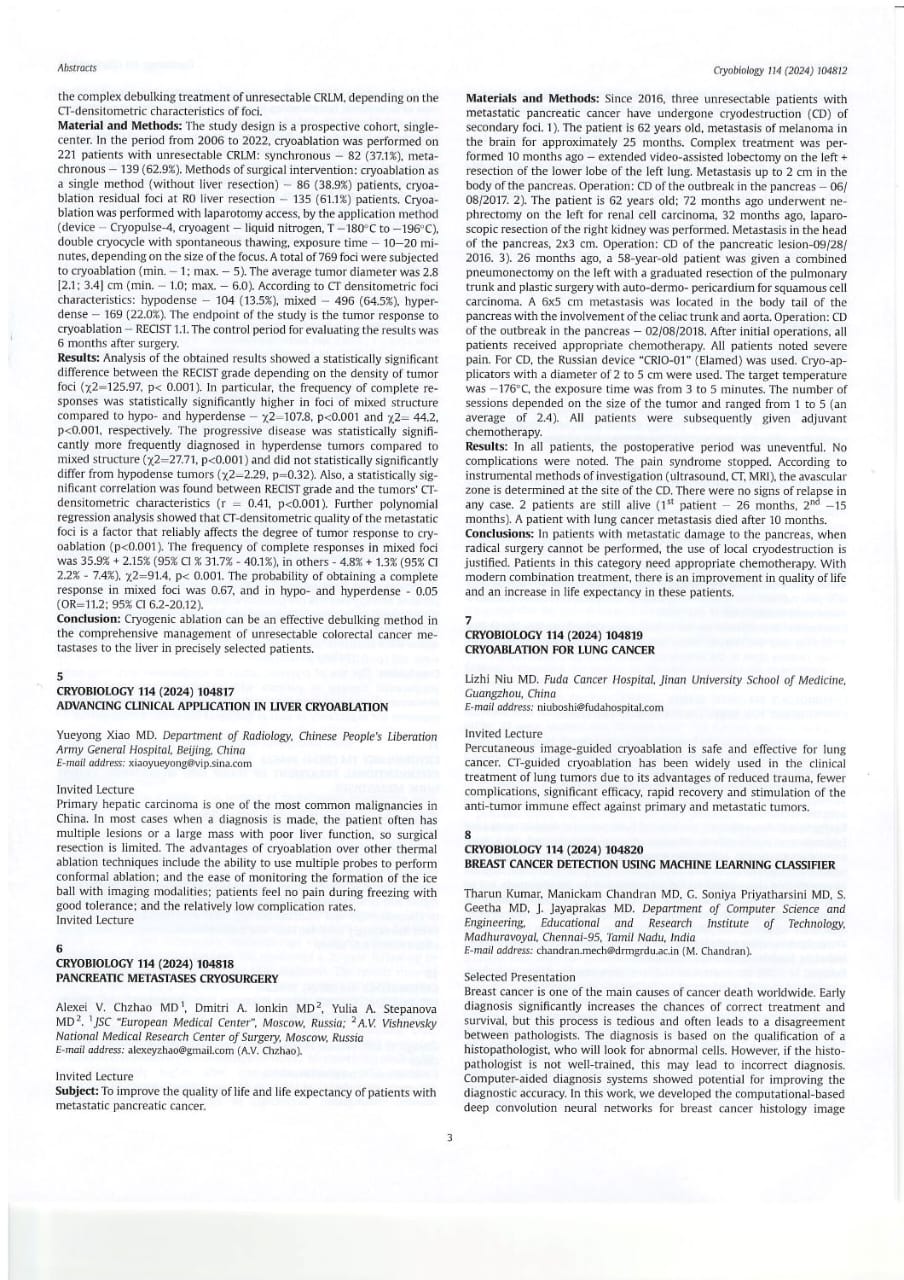 Abstracts
Cryobiology 114 (2024) 104812
the complex debulking treatment of unresectable CRLM, depending on the
CT-densitometric characteristics of foci.
Material and Methods: The study design is a prospective cohort, single-
center. In the period from 2006 to 2022, cryoablation was performed on
221 patients with unresectable CRLM: synchronous – 82 (37.1%), meta-
chronous – 139 (62.9%). Methods of surgical intervention: cryoablation as
a single method (without liver resection) – 86 (38.9%) patients, cryoa-
blation residual foci at R0 liver resection – 135 (61.1%) patients. Cryoa-
blation was performed with laparotomy access, by the application method
(device – Cryopulse-4, cryoagent – liquid nitrogen, T –180°C to –196°C),
double cryocycle with spontaneous thawing, exposure time – 10–20 mi-
nutes, depending on the size of the focus. A total of 769 foci were subjected
to cryoablation (min. – 1; max. – 5). The average tumor diameter was 2.8
[2.1; 3.4] cm (min. – 1.0; max. – 6.0). According to CT densitometric foci
characteristics: hypodense – 104 (13.5%), mixed – 496 (64.5%), hyper-
dense – 169 (22.0%). The endpoint of the study is the tumor response to
cryoablation – RECIST 1.1. The control period for evaluating the results was
6 months after surgery.
Results: Analysis of the obtained results showed a statistically significant
difference between the RECIST grade depending on the density of tumor
foci (χ2=125.97, p< 0.001). In particular, the frequency of complete re-
sponses was statistically significantly higher in foci of mixed structure
compared to hypo- and hyperdense – χ2=107.8, p<0.001 and χ2= 44.2,
p<0.001, respectively. The progressive disease was statistically signifi-
cantly more frequently diagnosed in hyperdense tumors compared to
mixed structure (χ2=27.71, p<0.001) and did not statistically significantly
differ from hypodense tumors (χ2=2.29, p=0.32). Also, a statistically sig-
nificant correlation was found between RECIST grade and the tumors' CT-
densitometric characteristics (r = 0.41, p<0.001). Further polynomial
regression analysis showed that CT-densitometric quality of the metastatic
foci is a factor that reliably affects the degree of tumor response to cry-
oablation (p<0.001). The frequency of complete responses in mixed foci
was 35.9% + 2.15% (95% CI % 31.7% - 40.1%), in others - 4.8% + 1.3% (95% CI
2.2% - 7.4%), χ2=91.4, p< 0.001. The probability of obtaining a complete
response in mixed foci was 0.67, and in hypo- and hyperdense - 0.05
(OR=11.2; 95% CI 6.2-20.12).
Conclusion: Cryogenic ablation can be an effective debulking method in
the comprehensive management of unresectable colorectal cancer me-
tastases to the liver in precisely selected patients.
5
CRYOBIOLOGY 114 (2024) 104817
ADVANCING CLINICAL APPLICATION IN LIVER CRYOABLATION
Yueyong Xiao MD. Department of Radiology, Chinese People's Liberation
Army General Hospital, Beijing, China
E-mail address: xiaoyueyong@vip.sina.com
Invited Lecture
Primary hepatic carcinoma is one of the most common malignancies in
China. In most cases when a diagnosis is made, the patient often has
multiple lesions or a large mass with poor liver function, so surgical
resection is limited. The advantages of cryoablation over other thermal
ablation techniques include the ability to use multiple probes to perform
conformal ablation; and the ease of monitoring the formation of the ice
ball with imaging modalities; patients feel no pain during freezing with
good tolerance; and the relatively low complication rates.
Invited Lecture
6
CRYOBIOLOGY 114 (2024) 104818
PANCREATIC METASTASES CRYOSURGERY
Alexei V. Chzhao MD1, Dmitri A. Ionkin MD2, Yulia A. Stepanova
MD2. 1JSC "European Medical Center", Moscow, Russia; 2A.V. Vishnevsky
National Medical Research Center of Surgery, Moscow, Russia
E-mail address: alexeyzhao@gmail.com (A.V. Chzhao).
Invited Lecture
Subject: To improve the quality of life and life expectancy of patients with
metastatic pancreatic cancer.
Materials and Methods: Since 2016, three unresectable patients with
metastatic pancreatic cancer have undergone cryodestruction (CD) of
secondary foci. 1). The patient is 62 years old, metastasis of melanoma in
the brain for approximately 25 months. Complex treatment was per-
formed 10 months ago – extended video-assisted lobectomy on the left +
resection of the lower lobe of the left lung. Metastasis up to 2 cm in the
body of the pancreas. Operation: CD of the outbreak in the pancreas – 06/
08/2017. 2). The patient is 62 years old; 72 months ago underwent ne-
phrectomy on the left for renal cell carcinoma, 32 months ago, laparo-
scopic resection of the right kidney was performed. Metastasis in the head
of the pancreas, 2x3 cm. Operation: CD of the pancreatic lesion-09/28/
2016. 3). 26 months ago, a 58-year-old patient was given a combined
pneumonectomy on the left with a graduated resection of the pulmonary
trunk and plastic surgery with auto-dermo- pericardium for squamous cell
carcinoma. A 6x5 cm metastasis was located in the body tail of the
pancreas with the involvement of the celiac trunk and aorta. Operation: CD
of the outbreak in the pancreas – 02/08/2018. After initial operations, all
patients received appropriate chemotherapy. All patients noted severe
pain. For CD, the Russian device "CRIO-01" (Elamed) was used. Cryo-ap-
plicators with a diameter of 2 to 5 cm were used. The target temperature
was –176°C, the exposure time was from 3 to 5 minutes. The number of
sessions depended on the size of the tumor and ranged from 1 to 5 (an
average of 2.4). All patients were subsequently given adjuvant
chemotherapy.
Results: In all patients, the postoperative period was uneventful. No
complications were noted. The pain syndrome stopped. According to
instrumental methods of investigation (ultrasound, CT, MRI), the avascular
zone is determined at the site of the CD. There were no signs of relapse in
any case. 2 patients are still alive (1st patient – 26 months, 2nd –15
months). A patient with lung cancer metastasis died after 10 months.
Conclusions: In patients with metastatic damage to the pancreas, when
radical surgery cannot be performed, the use of local cryodestruction is
justified. Patients in this category need appropriate chemotherapy. With
modern combination treatment, there is an improvement in quality of life
and an increase in life expectancy in these patients.
7
CRYOBIOLOGY 114 (2024) 104819
CRYOABLATION FOR LUNG CANCER
Lizhi Niu MD. Fuda Cancer Hospital, Jinan University School of Medicine,
Guangzhou, China
E-mail address: niuboshi@fudahospital.com
Invited Lecture
Percutaneous image-guided cryoablation is safe and effective for lung
cancer. CT-guided cryoablation has been widely used in the clinical
treatment of lung tumors due to its advantages of reduced trauma, fewer
complications, significant efficacy, rapid recovery and stimulation of the
anti-tumor immune effect against primary and metastatic tumors.
8
CRYOBIOLOGY 114 (2024) 104820
BREAST CANCER DETECTION USING MACHINE LEARNING CLASSIFIER
Tharun Kumar, Manickam Chandran MD, G. Soniya Priyatharsini MD, S.
Geetha MD, J. Jayaprakas MD. Department of Computer Science and
Engineering, Educational and Research Institute of Technology,
Madhuravoyal, Chennai-95, Tamil Nadu, India
E-mail address: chandran.mech@drmgrdu.ac.in (M. Chandran).
Selected Presentation
Breast cancer is one of the main causes of cancer death worldwide. Early
diagnosis significantly increases the chances of correct treatment and
survival, but this process is tedious and often leads to a disagreement
between pathologists. The diagnosis is based on the qualification of a
histopathologist, who will look for abnormal cells. However, if the histo-
pathologist is not well-trained, this may lead to incorrect diagnosis.
Computer-aided diagnosis systems showed potential for improving the
diagnostic accuracy. In this work, we developed the computational-based
deep convolution neural networks for breast cancer histology image
3